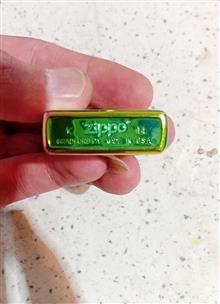 K Zippo
BRADFORD, PA. MADE IN U.S.A.